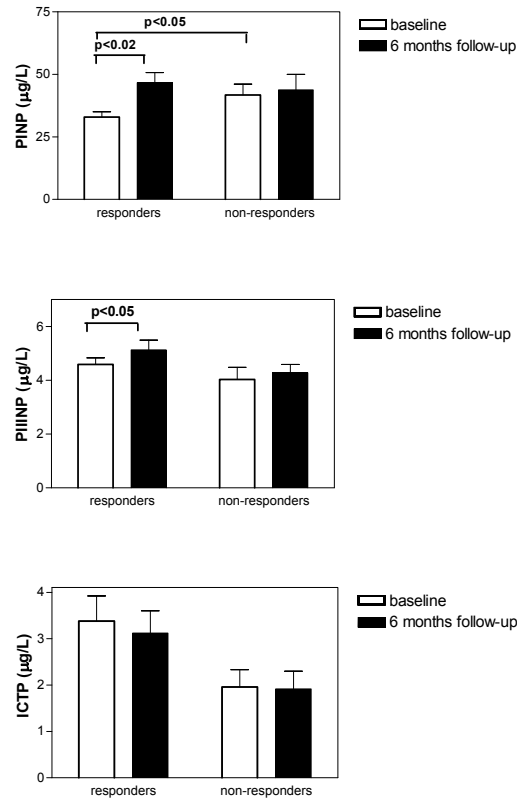 p<0.05
baseline
p<0.02
6 months follow-up
75
50
25
0
PINP (µg/L)
responders
non-responders
p<0.05
baseline
6 months follow-up
6
4
2
0
PIIINP (µg/L)
responders
non-responders
baseline
6 months follow-up
4
3
2
1
0
ICTP (µg/L)
responders
non-responders